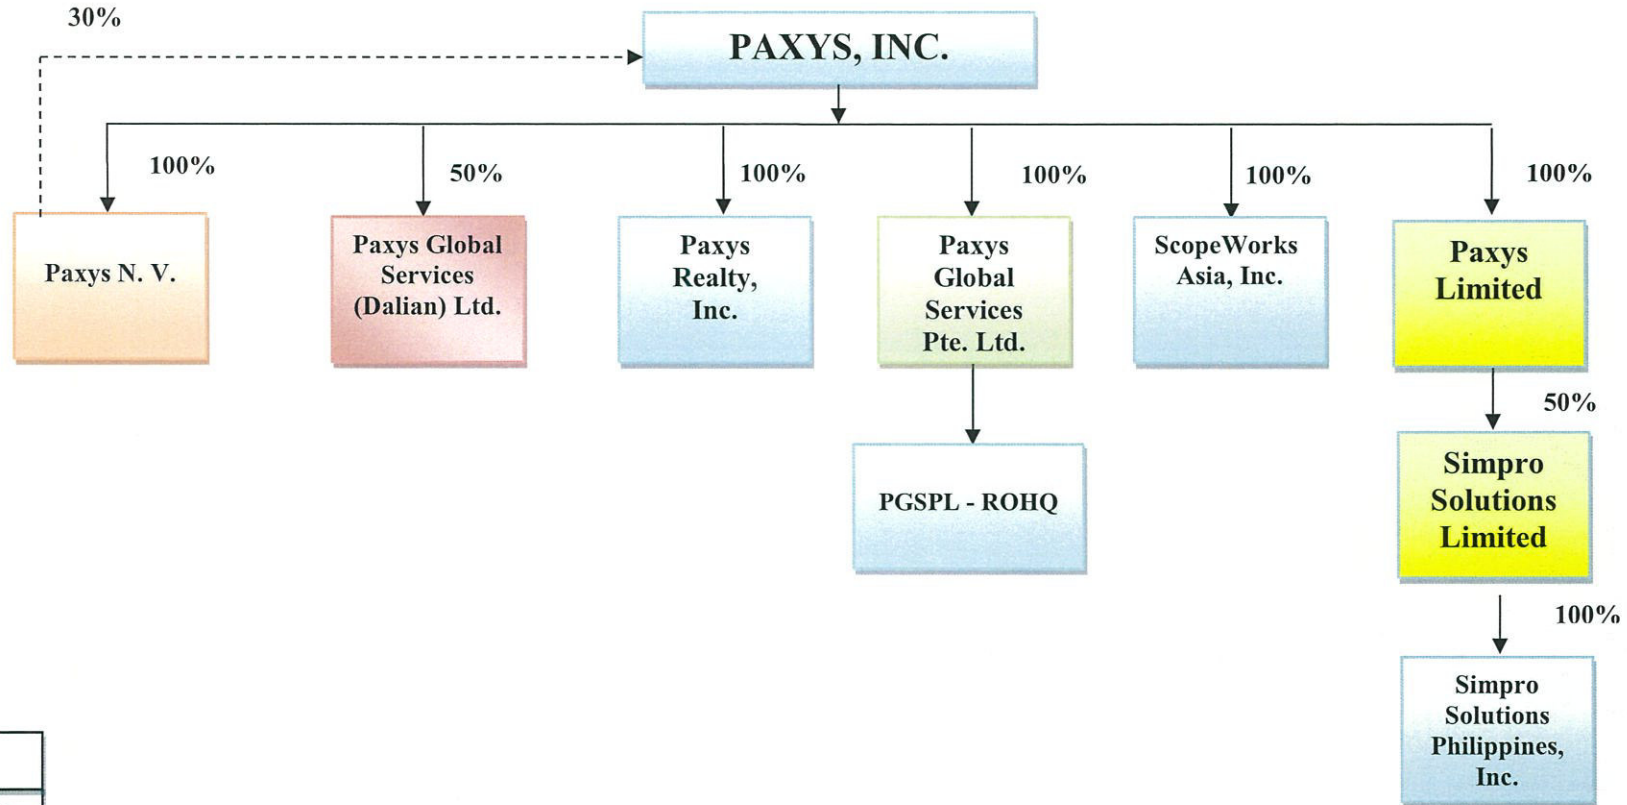 30%
PAXYS, INC.
100%
50%
100%
100%
100%
100%
Paxys N. V.
Paxys Global
Services
(Dalian) Ltd.
Paxys
Realty,
Inc.
Paxys
Global
Services
Pte. Ltd.
ScopeWorks
Asia, Inc.
Paxys
Limited
50%
PGSPL - ROHQ
Simpro
Solutions
Limited
100%
Simpro
Solutions
Philippines,
Inc.